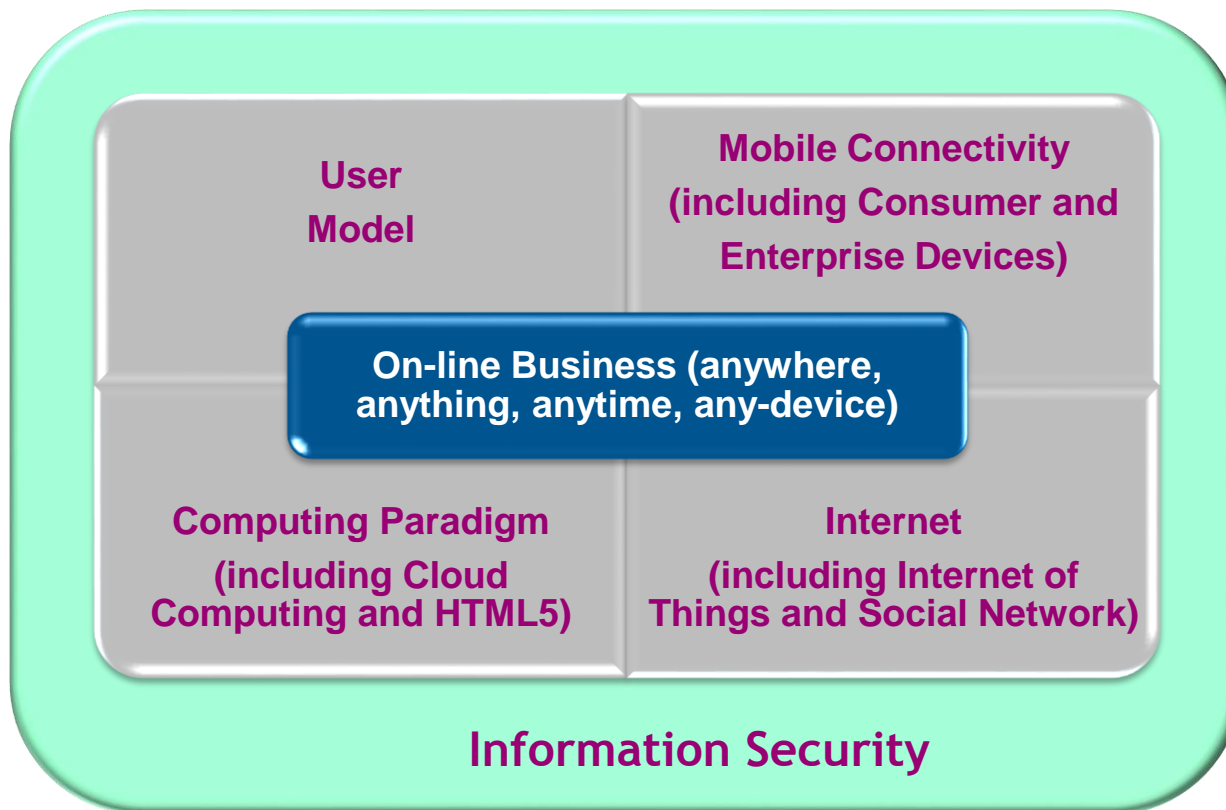 User
Model
Mobile Connectivity
(including Consumer and
Enterprise Devices)
On-line Business (anywhere,
anything, anytime, any-device)
Computing Paradigm
(including Cloud
Computing and HTML5)
Internet
(including Internet of
Things and Social Network)
Information Security